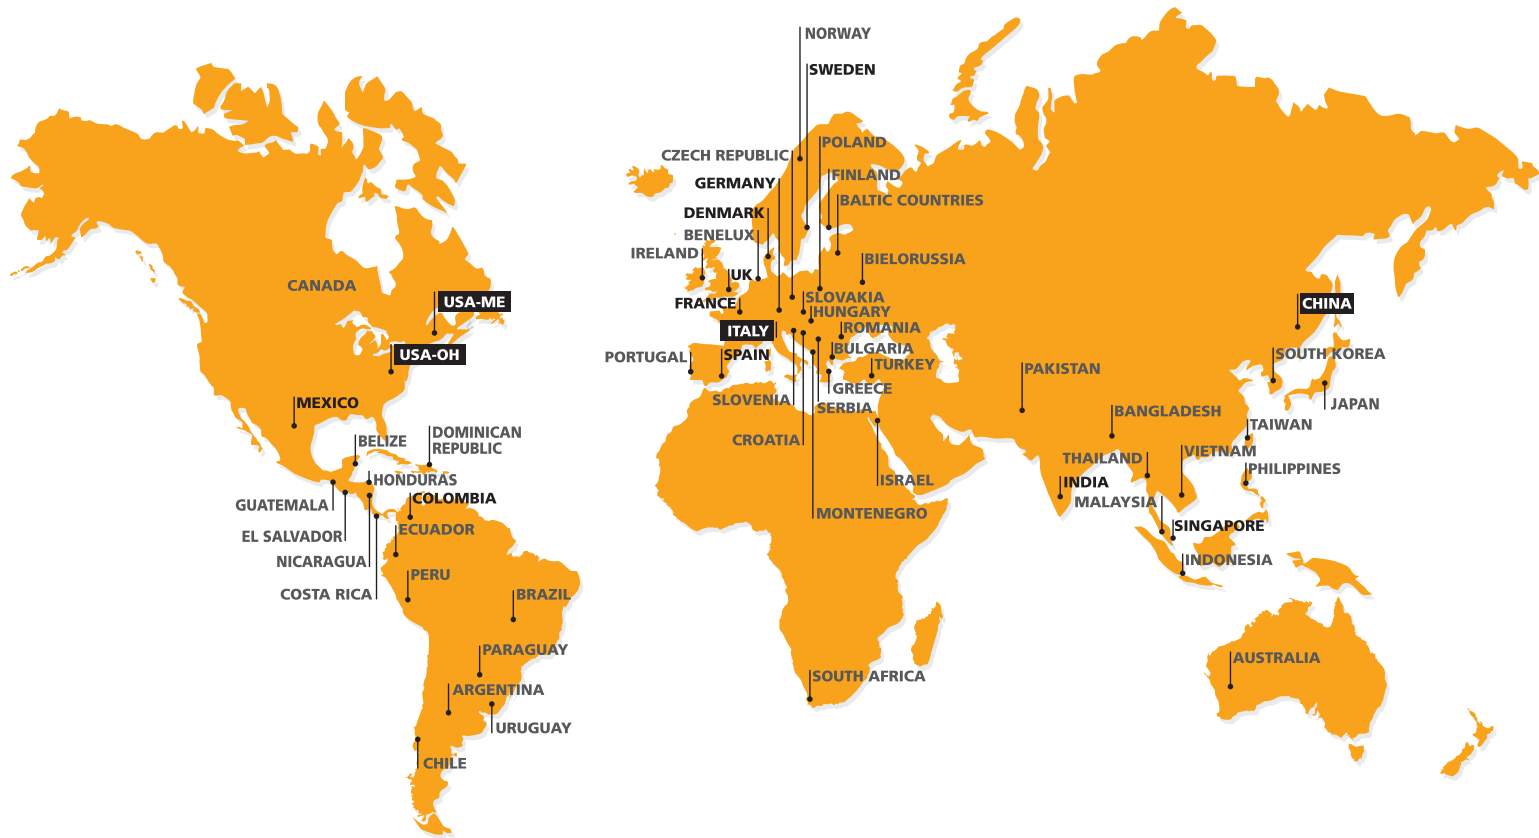 NORWAY
SWEDEN
POLAND
CZECH REPUBLIC
FINLAND
GERMANY
BALTIC COUNTRIES
DENMARK
BENELUX
IRELAND
BIELORUSSIA
UK
CANADA
SLOVAKIA
USA-ME
FRANCE
CHINA
HUNGARY
ROMANIA
ITALY
BULGARIA
USA-OH
SPAIN
PORTUGAL
SOUTH KOREA
TURKEY
PAKISTAN
GREECE
SLOVENIA
MEXICO
JAPAN
SERBIA
BANGLADESH
TAIWAN
DOMINICAN
REPUBLIC
BELIZE
CROATIA
VIETNAM
THAILAND
PHILIPPINES
HONDURAS
ISRAEL
INDIA
COLOMBIA
MALAYSIA
GUATEMALA
MONTENEGRO
SINGAPORE
ECUADOR
EL SALVADOR
INDONESIA
NICARAGUA
PERU
COSTA RICA
BRAZIL
PARAGUAY
AUSTRALIA
SOUTH AFRICA
ARGENTINA
URUGUAY
CHILE